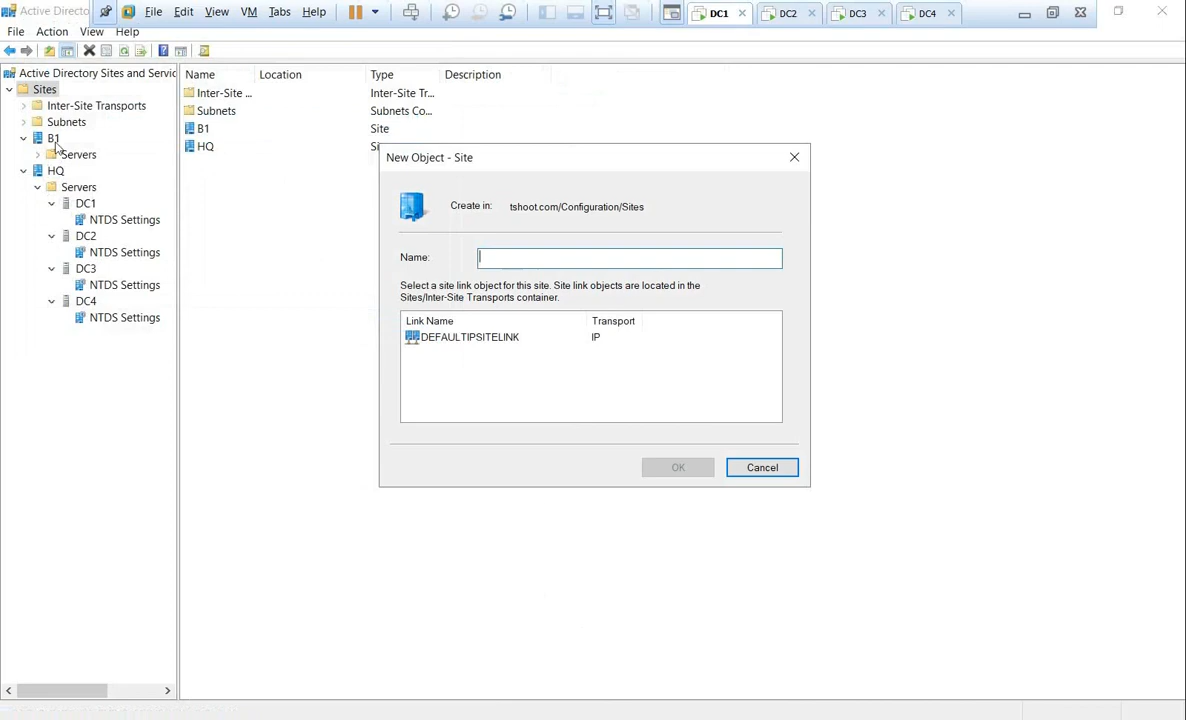 Active Directo
File Edit View VM Tabs Help
DC1 DC2 DC3 DC4
File Action View Help
Active Directory Sites and Servic
Sites
Inter-Site Transports
Subnets
B1
Servers
HQ
Servers
DC1
NTDS Settings
DC2
NTDS Settings
DC3
NTDS Settings
DC4
NTDS Settings
Name Location Type Description
Inter-Site ... Inter-Site Tr...
Subnets Subnets Co...
B1 Site
HQ Si
New Object - Site
Create in: tshoot.com/Configuration/Sites
Name:
Select a site link object for this site. Site link objects are located in the
Sites/Inter-Site Transports container.
Link Name Transport
DEFAULTIPSITELINK IP
OK Cancel